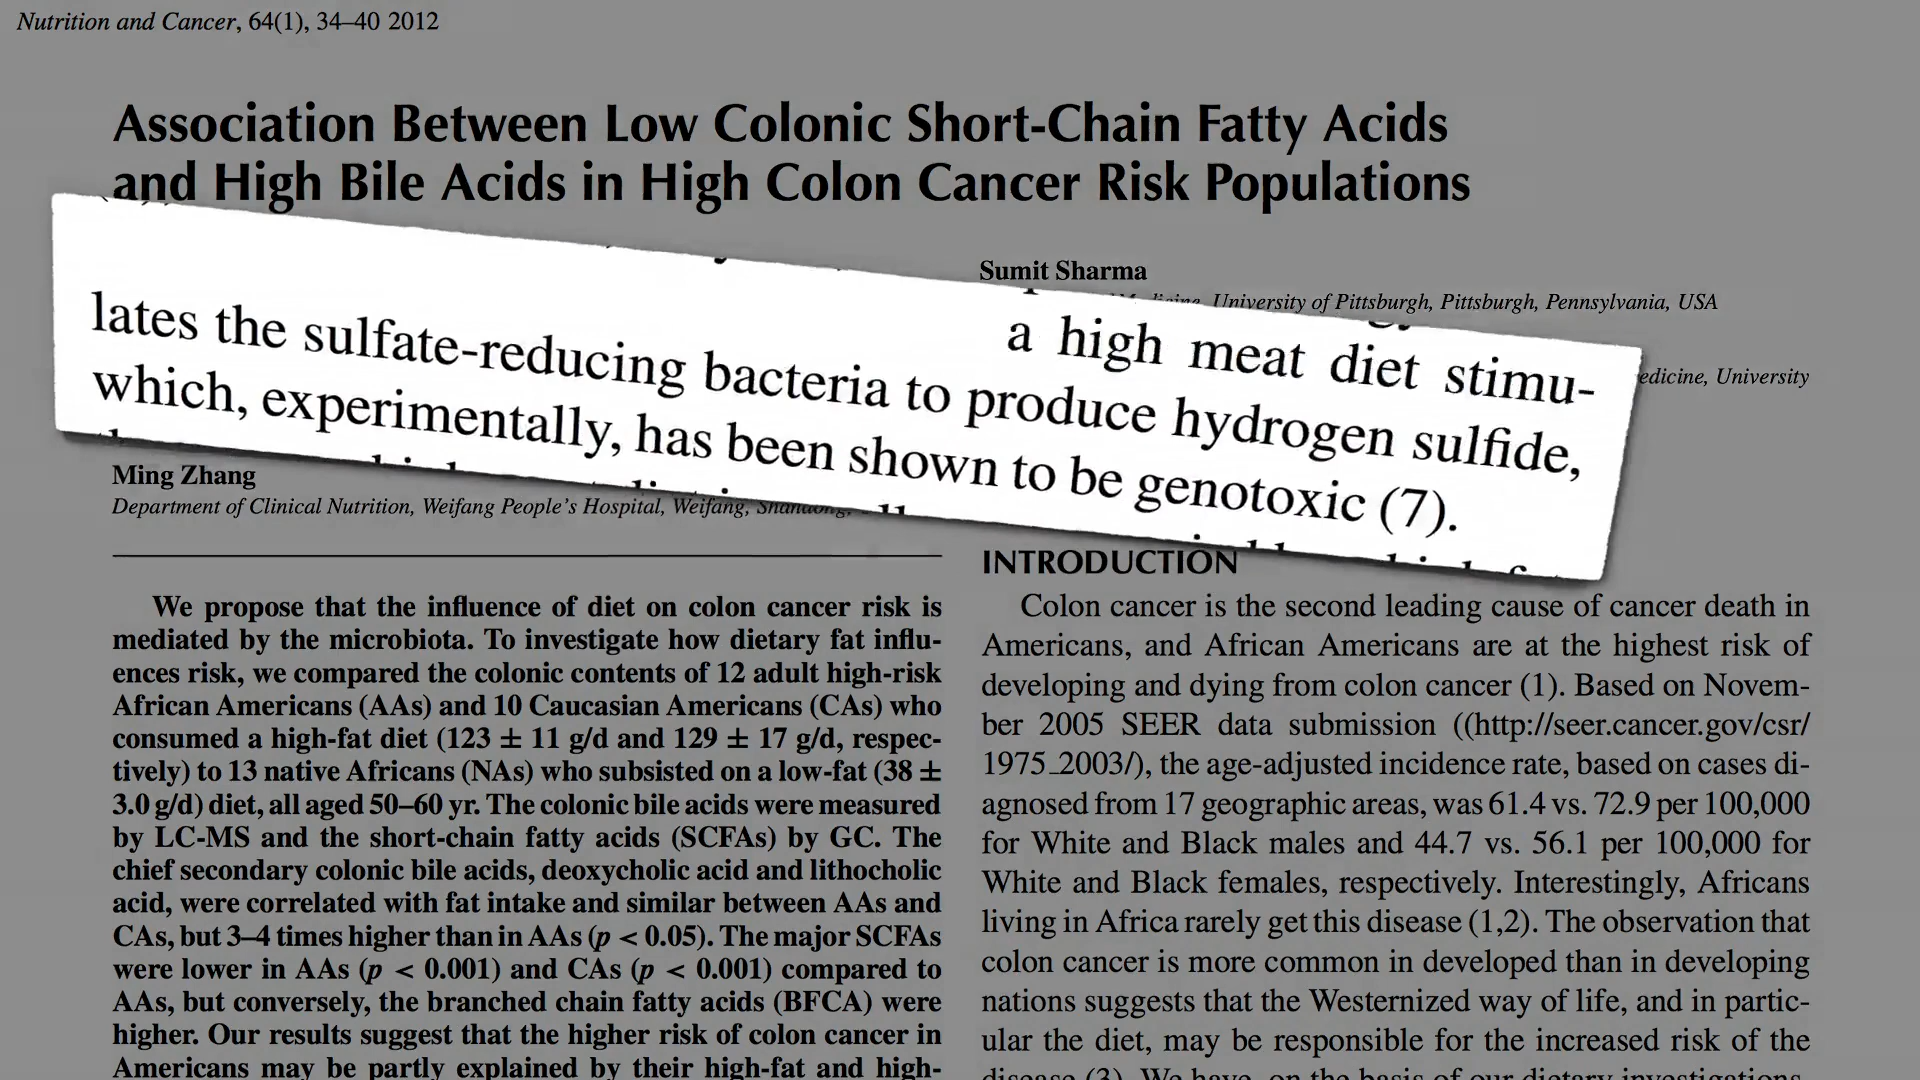 Nutrition and Cancer, 64(1), 34–40 2012
Association Between Low Colonic Short-Chain Fatty Acids
and High Bile Acids in High Colon Cancer Risk Populations
Sumit Sharma
University of Pittsburgh, Pittsburgh, Pennsylvania, USA
a high meat diet stimu-
lates the sulfate-reducing bacteria to produce hydrogen sulfide,
which, experimentally, has been shown to be genotoxic (7).
University
Ming Zhang
Department of Clinical Nutrition, Weifang People's Hospital, Weifang,
We propose that the influence of diet on colon cancer risk is
mediated by the microbiota. To investigate how dietary fat influ-
ences risk, we compared the colonic contents of 12 adult high-risk
African Americans (AAs) and 10 Caucasian Americans (CAs) who
consumed a high-fat diet (123 ± 11 g/d and 129 ± 17 g/d, respec-
tively) to 13 native Africans (NAs) who subsisted on a low-fat (38 ±
3.0 g/d) diet, all aged 50–60 yr. The colonic bile acids were measured
by LC-MS and the short-chain fatty acids (SCFAs) by GC. The
chief secondary colonic bile acids, deoxycholic acid and lithocholic
acid, were correlated with fat intake and similar between AAs and
CAs, but 3–4 times higher than in AAs (p < 0.05). The major SCFAs
were lower in AAs (p < 0.001) and CAs (p < 0.001) compared to
AAs, but conversely, the branched chain fatty acids (BFCA) were
higher. Our results suggest that the higher risk of colon cancer in
Americans may be partly explained by their high-fat and high-
INTRODUCTION
Colon cancer is the second leading cause of cancer death in
Americans, and African Americans are at the highest risk of
developing and dying from colon cancer (1). Based on Novem-
ber 2005 SEER data submission ((http://seer.cancer.gov/csr/
1975_2003/), the age-adjusted incidence rate, based on cases di-
agnosed from 17 geographic areas, was 61.4 vs. 72.9 per 100,000
for White and Black males and 44.7 vs. 56.1 per 100,000 for
White and Black females, respectively. Interestingly, Africans
living in Africa rarely get this disease (1,2). The observation that
colon cancer is more common in developed than in developing
nations suggests that the Westernized way of life, and in partic-
ular the diet, may be responsible for the increased risk of the
disease (3). We have, on the basis of our dietary investigations,